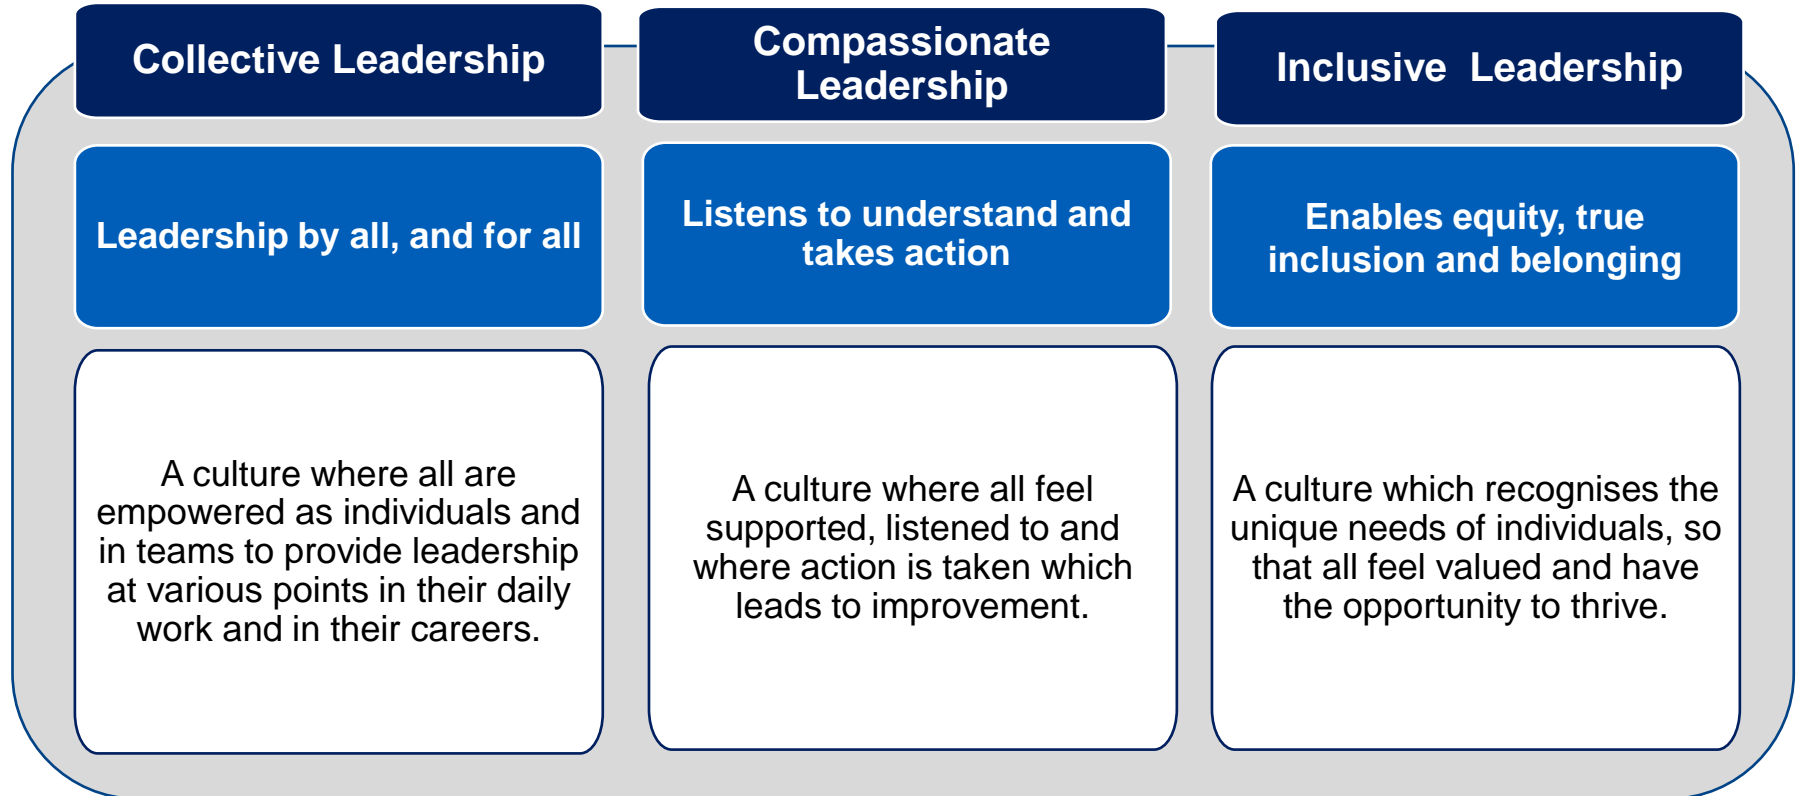 Collective Leadership
Leadership by all, and for all
A culture where all are
empowered as individuals and
in teams to provide leadership
at various points in their daily
work and in their careers.
Compassionate
Leadership
Listens to understand and
takes action
A culture where all feel
supported, listened to and
where action is taken which
leads to improvement.
Inclusive  Leadership
Enables equity, true
inclusion and belonging
A culture which recognises the
unique needs of individuals, so
that all feel valued and have
the opportunity to thrive.